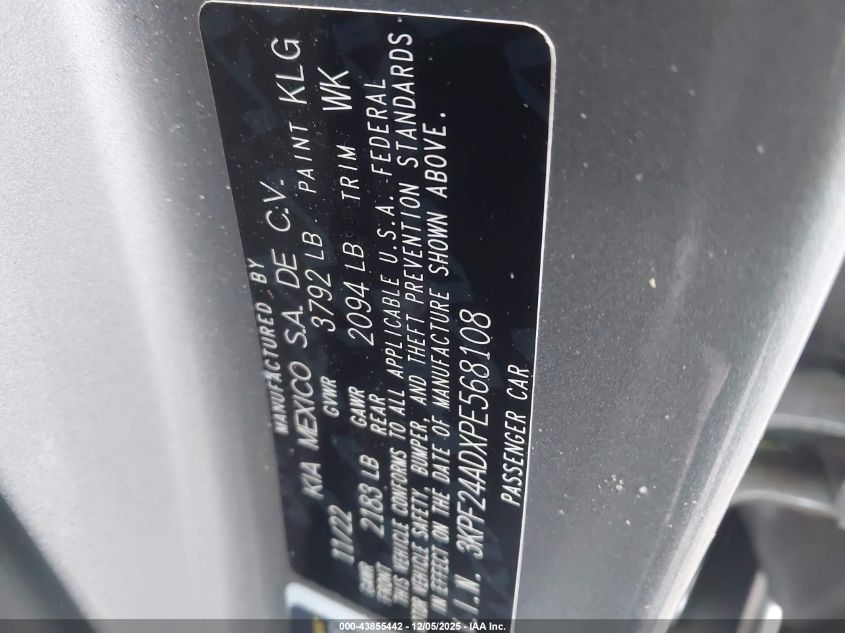 MANUFACTURED BY
KIA MEXICO S.A. DE C.V.
11/22 GVWR 3792 LB PAINT KLG
GAWR FRONT 2183 LB GAWR REAR 2094 LB TRIM WK
THIS VEHICLE CONFORMS TO ALL APPLICABLE U.S.A. FEDERAL
VEHICLE SAFETY, BUMPER, AND THEFT PREVENTION STANDARDS
IN EFFECT ON THE DATE OF MANUFACTURE SHOWN ABOVE.
I.N. 3KPF24ADXPE568108
PASSENGER CAR
000-43855442 - 12/05/2025 - IAA Inc.